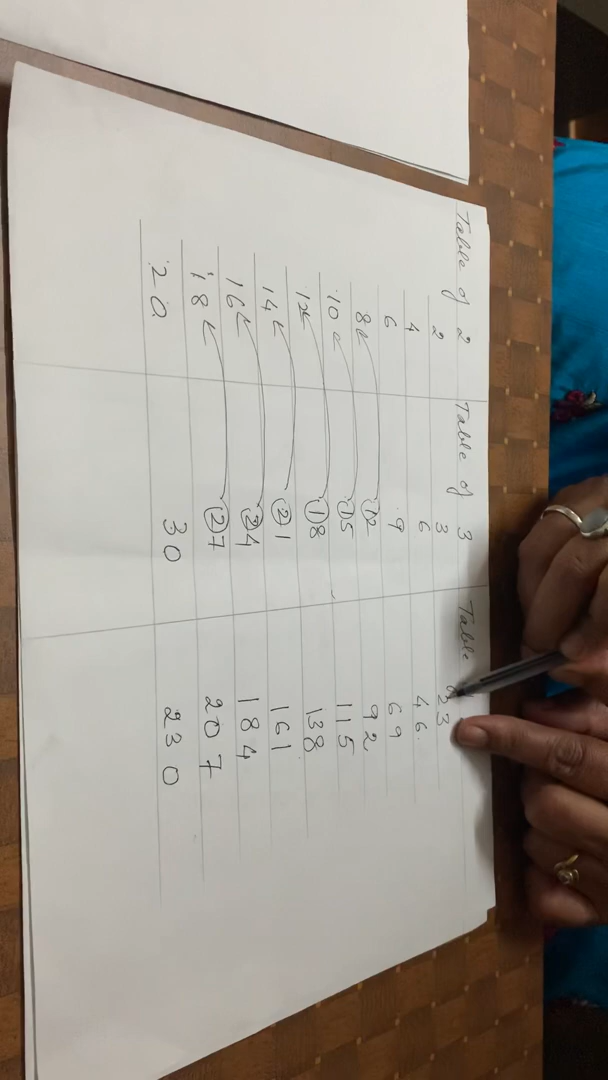 Table of 2 Table of 3 Table
2 3 23
4 6 46
6 9 69
8 12 92
10 15 115
12 18 138
14 21 161
16 24 184
18 27 207
20 30 230